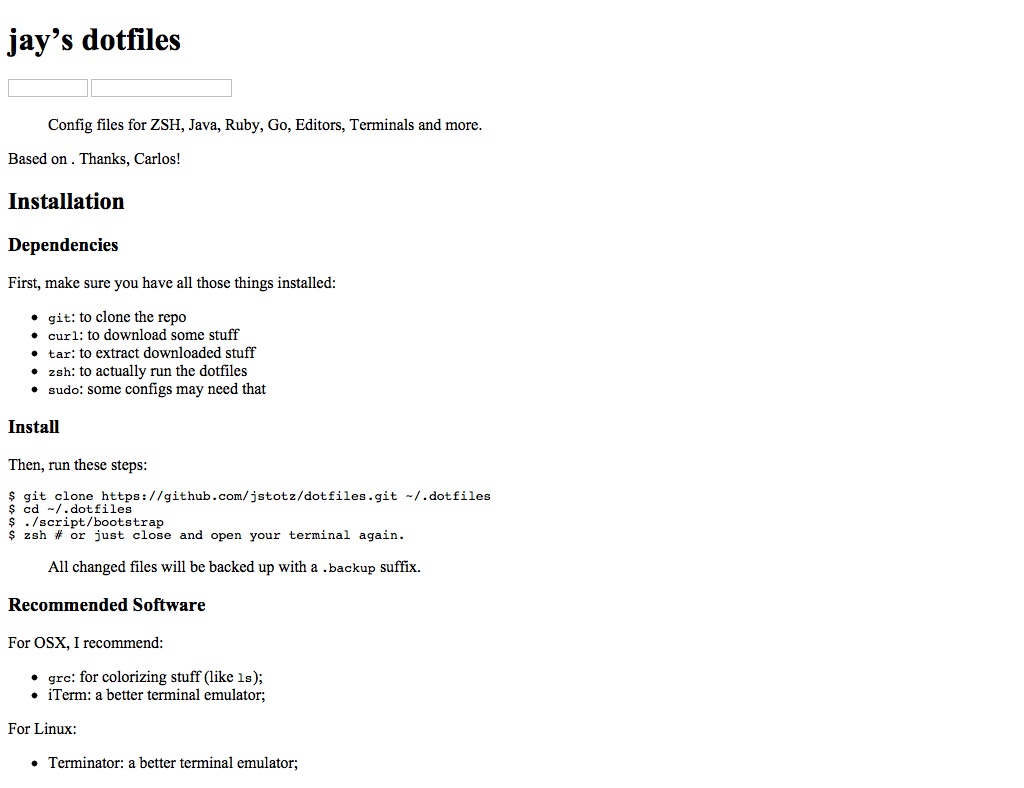 jay’s dotfiles
Config files for ZSH, Java, Ruby, Go, Editors, Terminals and more.
Based on . Thanks, Carlos!
Installation
Dependencies
First, make sure you have all those things installed:
• git: to clone the repo
• curl: to download some stuff
• tar: to extract downloaded stuff
• zsh: to actually run the dotfiles
• sudo: some configs may need that
Install
Then, run these steps:
$ git clone https://github.com/jstotz/dotfiles.git ~/.dotfiles
$ cd ~/.dotfiles
$ ./script/bootstrap
$ zsh # or just close and open your terminal again.
All changed files will be backed up with a .backup suffix.
Recommended Software
For OSX, I recommend:
• grc: for colorizing stuff (like ls);
• iTerm: a better terminal emulator;
For Linux:
• Terminator: a better terminal emulator;